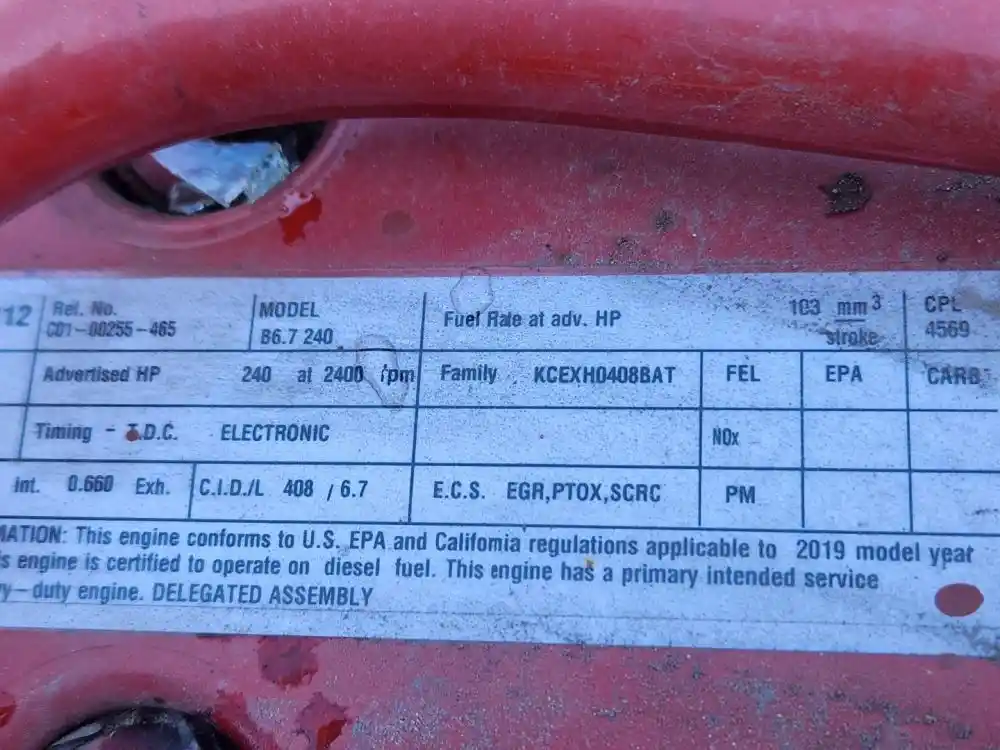 12
Rel. No.
C01-00255-465
MODEL
B6.7 240
Fuel Rate at adv. HP
103 mm3
stroke
CPL
4569
Advertised HP 240 at 2400 rpm
Family KCEXH0408BAT
FEL
EPA
CARB
Timing - T.D.C. ELECTRONIC
NOx
Int. 0.660 Exh.
C.I.D./L 408 / 6.7
E.C.S. EGR,PTOX,SCRC
PM
MATION: This engine conforms to U.S. EPA and California regulations applicable to 2019 model year
s engine is certified to operate on diesel fuel. This engine has a primary intended service
y-duty engine. DELEGATED ASSEMBLY